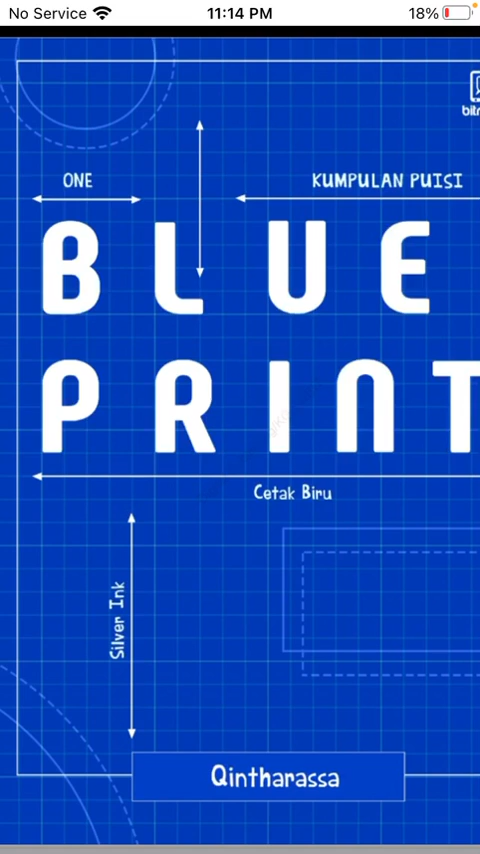 No Service 11:14 PM 18%
ONE
KUMPULAN PUISI
BLUE
PRINT
Cetak Biru
Silver Ink
Qintharassa